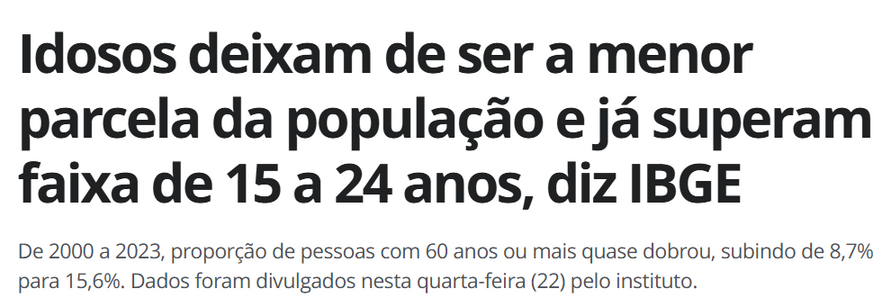 Idosos deixam de ser a menor
parcela da população e já superam
faixa de 15 a 24 anos, diz IBGE
De 2000 a 2023, proporção de pessoas com 60 anos ou mais quase dobrou, subindo de 8,7%
para 15,6%. Dados foram divulgados nesta quarta-feira (22) pelo instituto.